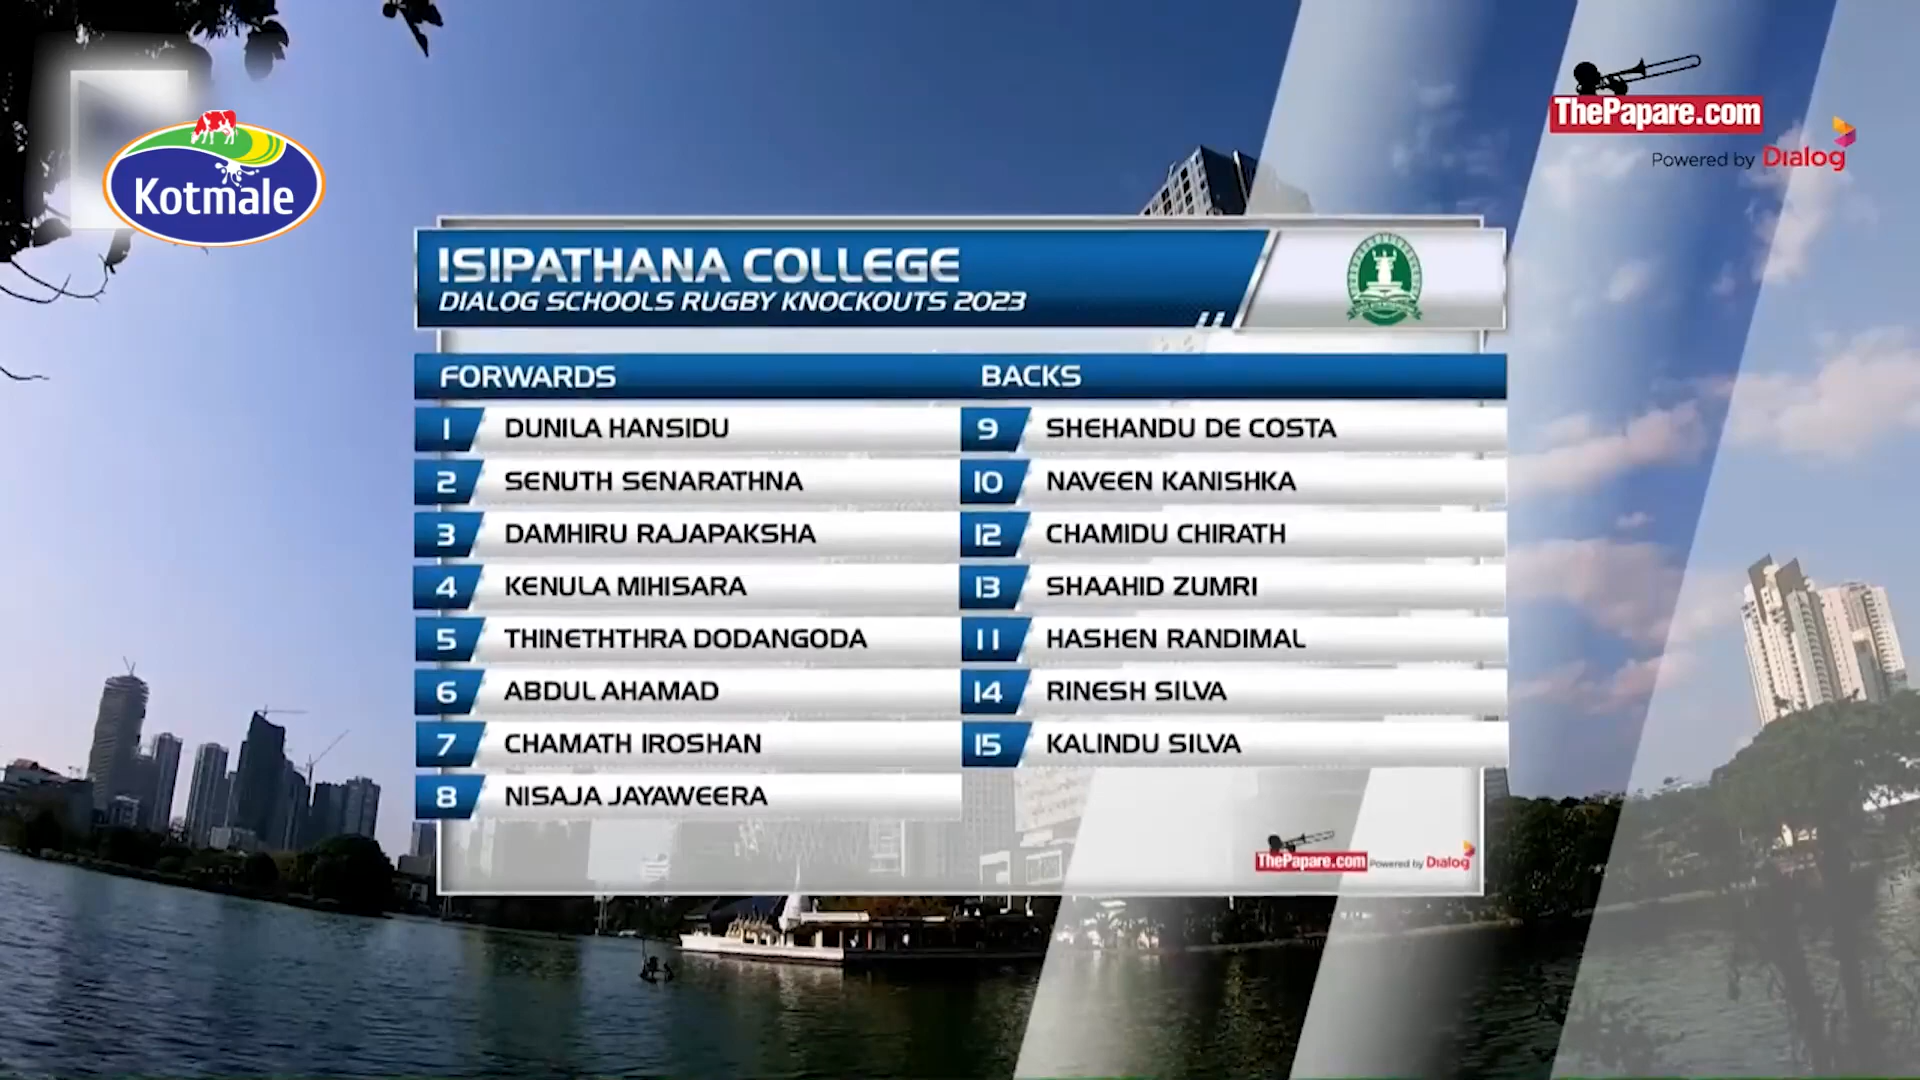 Kotmale
ThePapare.com
Powered by Dialog
ISIPATHANA COLLEGE
DIALOG SCHOOLS RUGBY KNOCKOUTS 2023
FORWARDS
1 DUNILA HANSIDU
2 SENUTH SENARATHNA
3 DAMHIRU RAJAPAKSHA
4 KENULA MIHISARA
5 THINETHTHRA DODANGODA
6 ABDUL AHAMAD
7 CHAMATH IROSHAN
8 NISAJA JAYAWEERA
BACKS
9 SHEHANDU DE COSTA
10 NAVEEN KANISHKA
12 CHAMIDU CHIRATH
13 SHAAHID ZUMRI
11 HASHEN RANDIMAL
14 RINESH SILVA
15 KALINDU SILVA
ThePapare.com Powered by Dialog